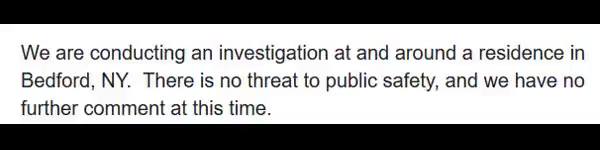 We are conducting an investigation at and around a residence in
Bedford, NY.  There is no threat to public safety, and we have no
further comment at this time.